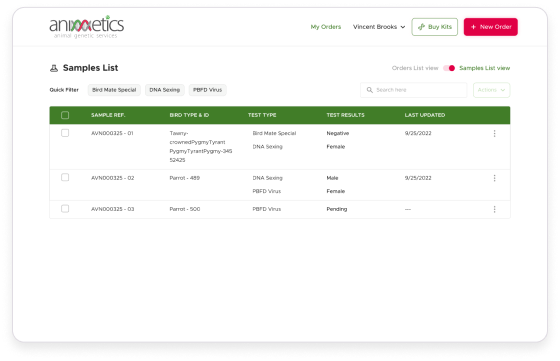 animetics
animal genetic services
My Orders
Vincent Brooks
Buy Kits
+ New Order
Samples List
Orders List view
Samples List view
Quick Filter
Bird Mate Special
DNA Sexing
PBFD Virus
Search here
Actions
SAMPLE REF. BIRD TYPE & ID TEST TYPE TEST RESULTS LAST UPDATED
AVN000325 - 01 Tawny- Bird Mate Special Negative 9/25/2022
crownedPygmyTyrant
DNA Sexing Female
PygmyTyrantPygmy-345
52425
AVN000325 - 02 Parrot - 489 DNA Sexing Male 9/25/2022
PBFD Virus Female
AVN000325 - 03 Parrot - 500 PBFD Virus Pending ---